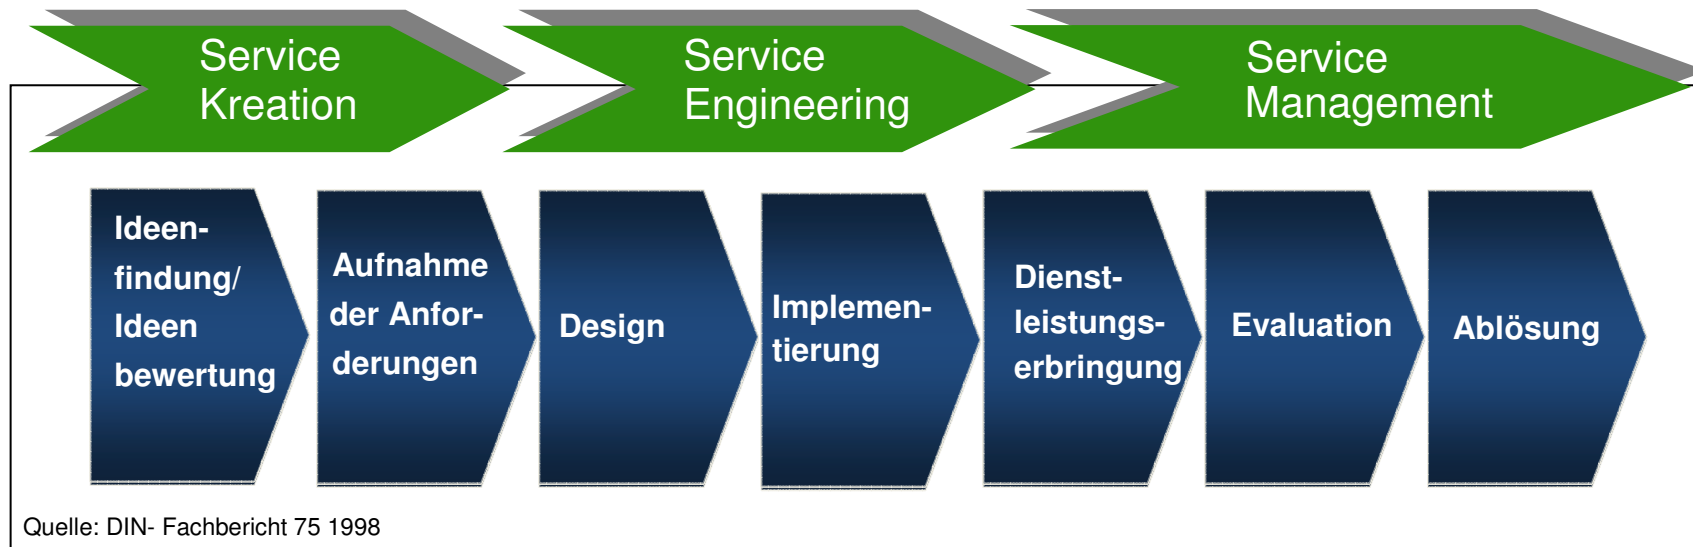 Service
Kreation
Service
Engineering
Service
Management
Ideen-
findung/
Ideen
bewertung
Aufnahme
der Anfor-
derungen
Design
Implemen-
tierung
Dienst-
leistungs-
erbringung
Evaluation
Ablösung
Quelle: DIN- Fachbericht 75 1998